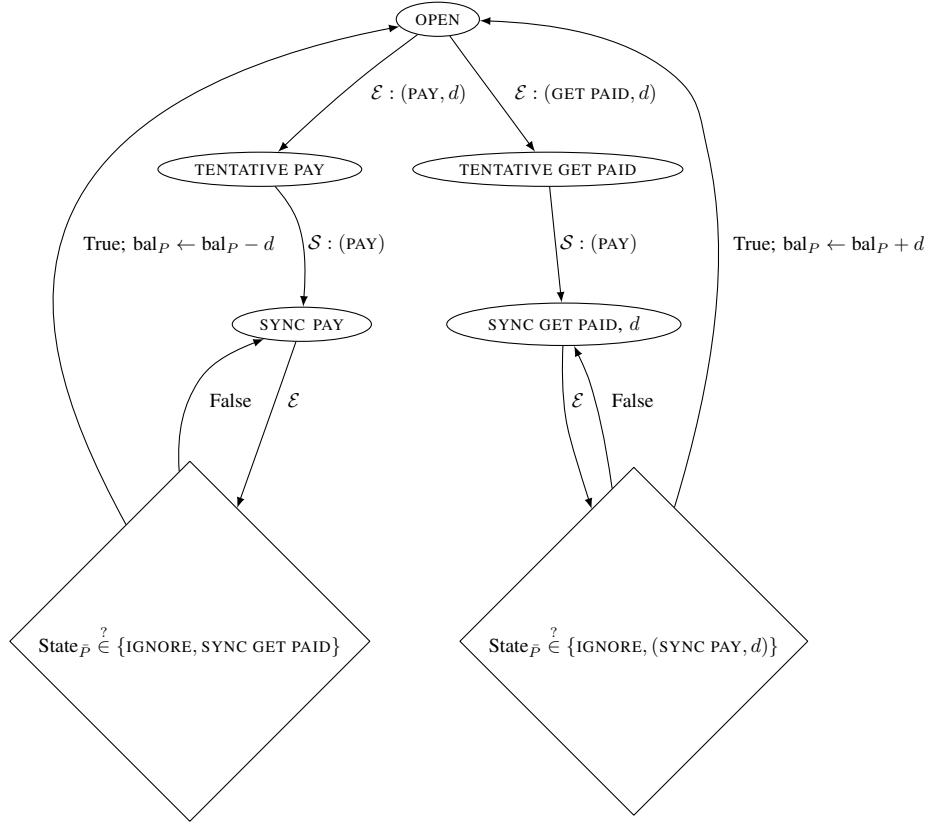 OPEN
ℰ : (PAY, d)
ℰ : (GET PAID, d)
TENTATIVE PAY
TENTATIVE GET PAID
True; bal_P ← bal_P − d
𝒮 : (PAY)
𝒮 : (PAY)
True; bal_P ← bal_P + d
SYNC PAY
SYNC GET PAID, d
False
ℰ
ℰ
False
State_P̄ ∈? {IGNORE, SYNC GET PAID}
State_P̄ ∈? {IGNORE, (SYNC PAY, d)}